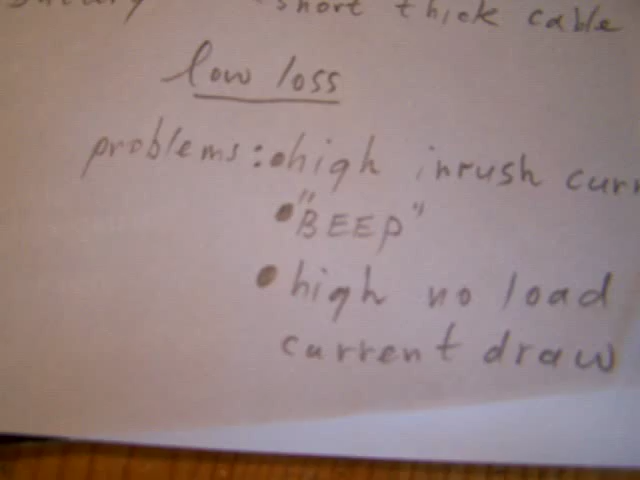 short thick cable
low loss
problems: • high inrush curr
• "BEEP"
• high no load
current draw